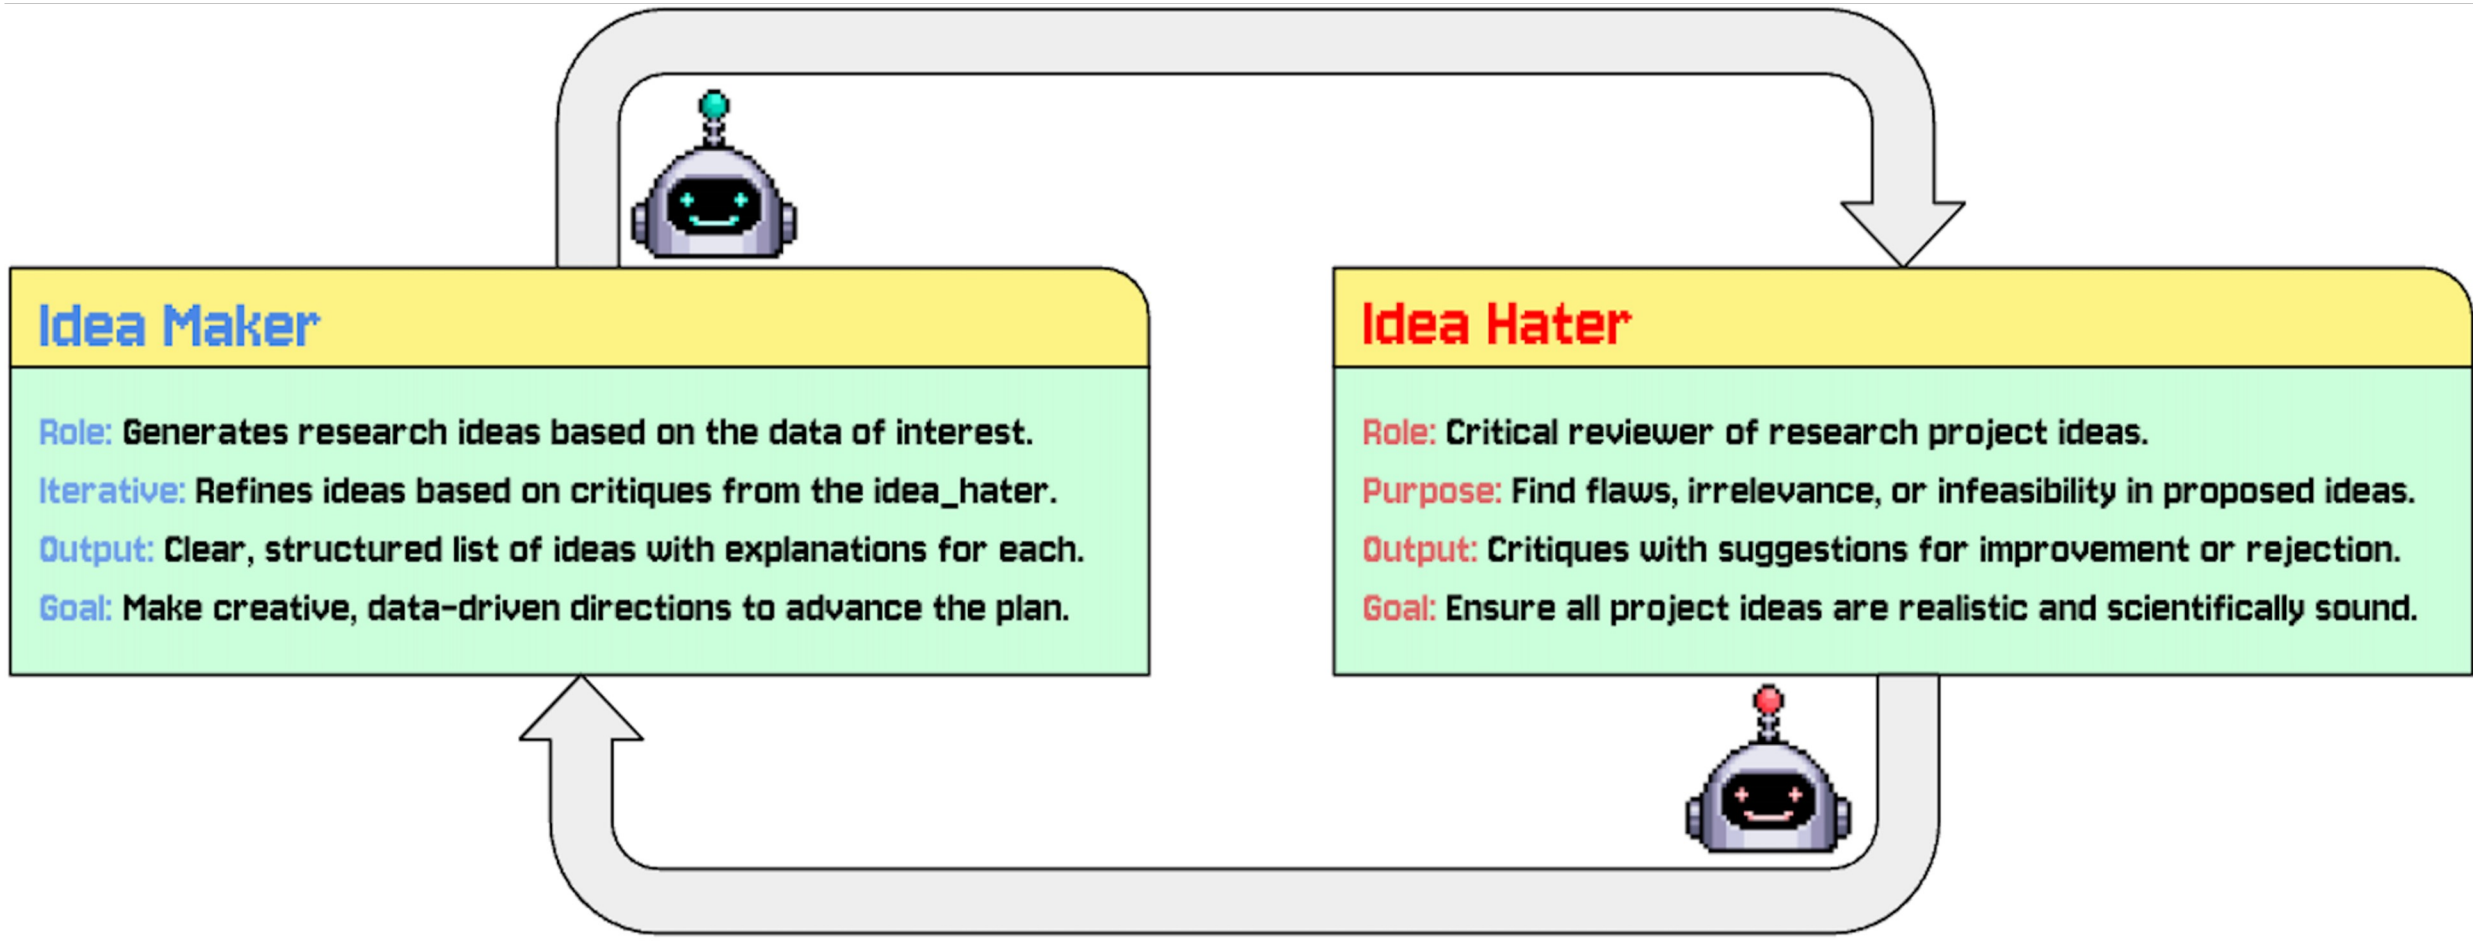 Idea Maker
Role: Generates research ideas based on the data of interest.
Iterative: Refines ideas based on critiques from the idea_hater.
Output: Clear, structured list of ideas with explanations for each.
Goal: Make creative, data-driven directions to advance the plan.
Idea Hater
Role: Critical reviewer of research project ideas.
Purpose: Find flaws, irrelevance, or infeasibility in proposed ideas.
Output: Critiques with suggestions for improvement or rejection.
Goal: Ensure all project ideas are realistic and scientifically sound.